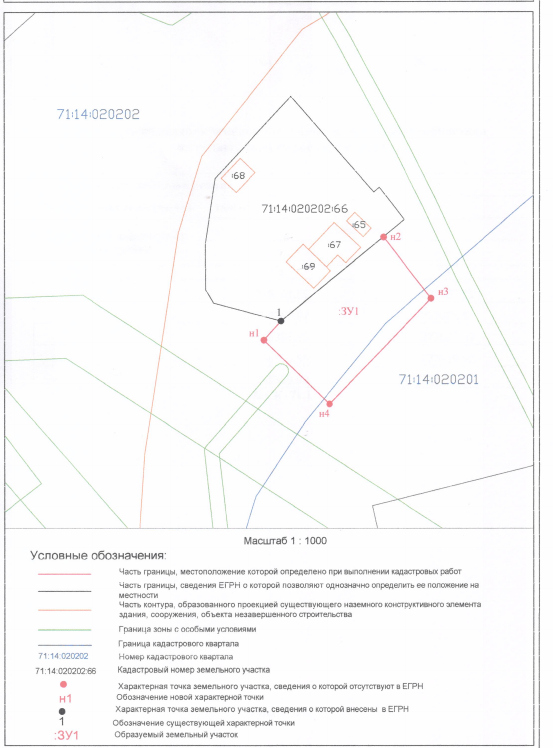 71:14:020202
:68
71:14:020202:66
:65
:67
н2
:69
н3
1
:ЗУ1
н1
71:14:020201
н4
Масштаб 1 : 1000
Условные обозначения:
Часть границы, местоположение которой определено при выполнении кадастровых работ
Часть границы, сведения ЕГРН о которой позволяют однозначно определить ее положение на
местности
Часть контура, образованного проекцией существующего наземного конструктивного элемента
здания, сооружения, объекта незавершенного строительства
Граница зоны с особыми условиями
Граница кадастрового квартала
71:14:020202 Номер кадастрового квартала
71:14:020202:66 Кадастровый номер земельного участка
Характерная точка земельного участка, сведения о которой отсутствуют в ЕГРН
н1 Обозначение новой характерной точки
Характерная точка земельного участка, сведения о которой внесены в ЕГРН
1 Обозначение существующей характерной точки
:ЗУ1 Образуемый земельный участок